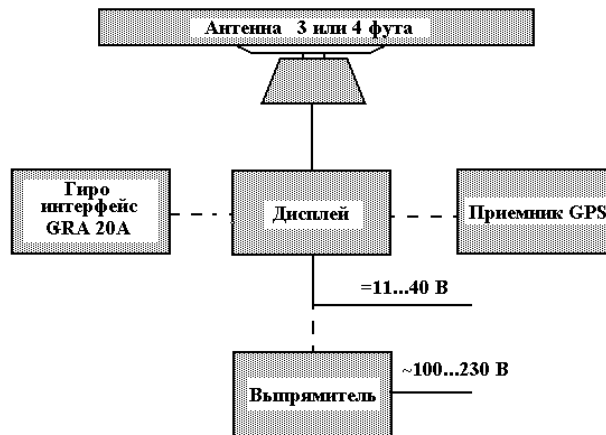 Антенна 3 или 4 фута
Гиро
интерфейс
GRA 20A
Дисплей
Приемник GPS
=11...40 В
~100...230 В
Выпрямитель